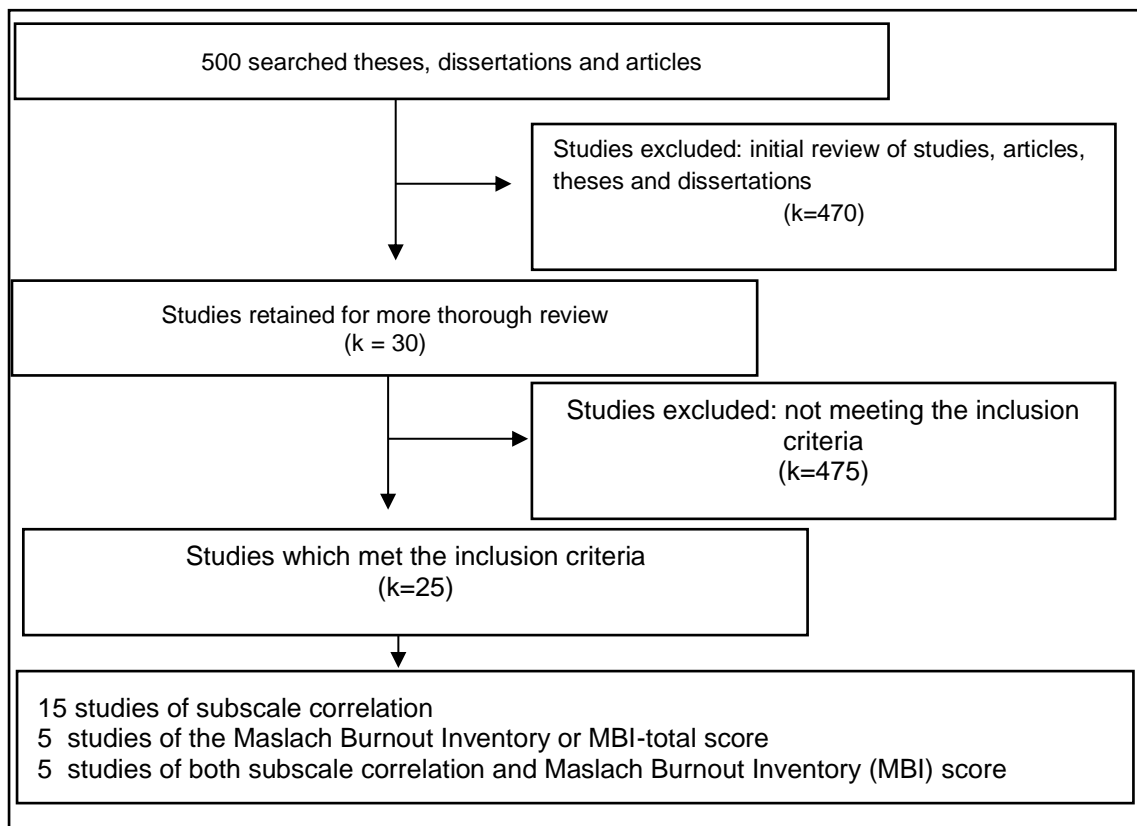 500 searched theses, dissertations and articles
Studies excluded: initial review of studies, articles,
theses and dissertations
(k=470)
Studies retained for more thorough review
(k = 30)
Studies excluded: not meeting the inclusion
criteria
(k=475)
Studies which met the inclusion criteria
(k=25)
15 studies of subscale correlation
5 studies of the Maslach Burnout Inventory or MBI-total score
5 studies of both subscale correlation and Maslach Burnout Inventory (MBI) score